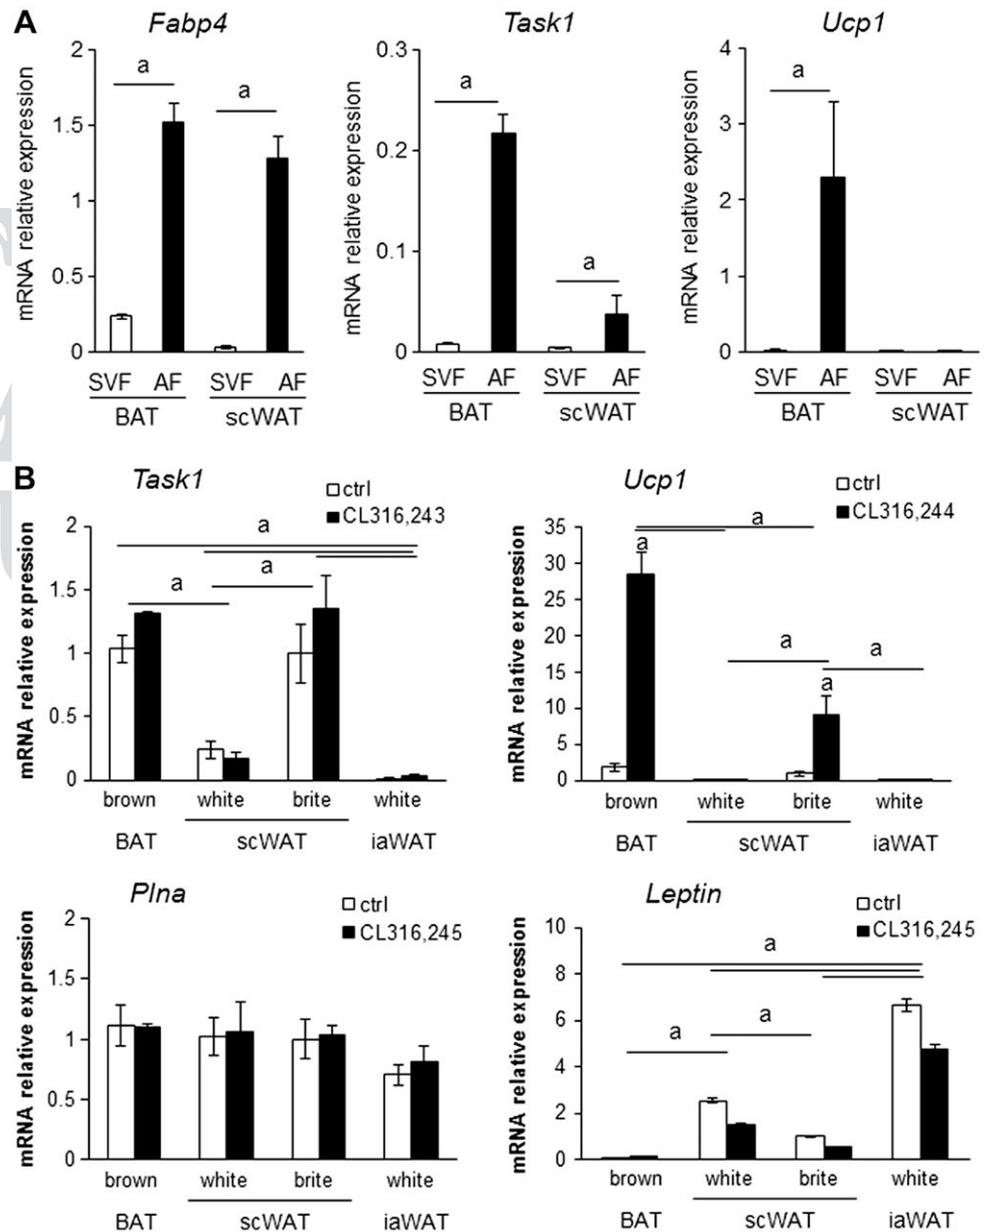 A
Fabp4
mRNA relative expression
2
1.5
1
0.5
0
a
a
SVF AF SVF AF
BAT scWAT
Task1
mRNA relative expression
0.3
0.2
0.1
0
a
a
SVF AF SVF AF
BAT scWAT
Ucp1
mRNA relative expression
4
3
2
1
0
a
SVF AF SVF AF
BAT scWAT
B
Task1
ctrl
CL316,243
mRNA relative expression
2
1.5
1
0.5
0
a
a
a
brown white brite white
BAT scWAT iaWAT
Ucp1
ctrl
CL316,244
mRNA relative expression
35
30
25
20
15
10
5
0
a
a
a
a
a
brown white brite white
BAT scWAT iaWAT
Plna
ctrl
CL316,245
mRNA relative expression
2
1.5
1
0.5
0
brown white brite white
BAT scWAT iaWAT
Leptin
ctrl
CL316,245
mRNA relative expression
10
8
6
4
2
0
a
a
a
brown white brite white
BAT scWAT iaWAT